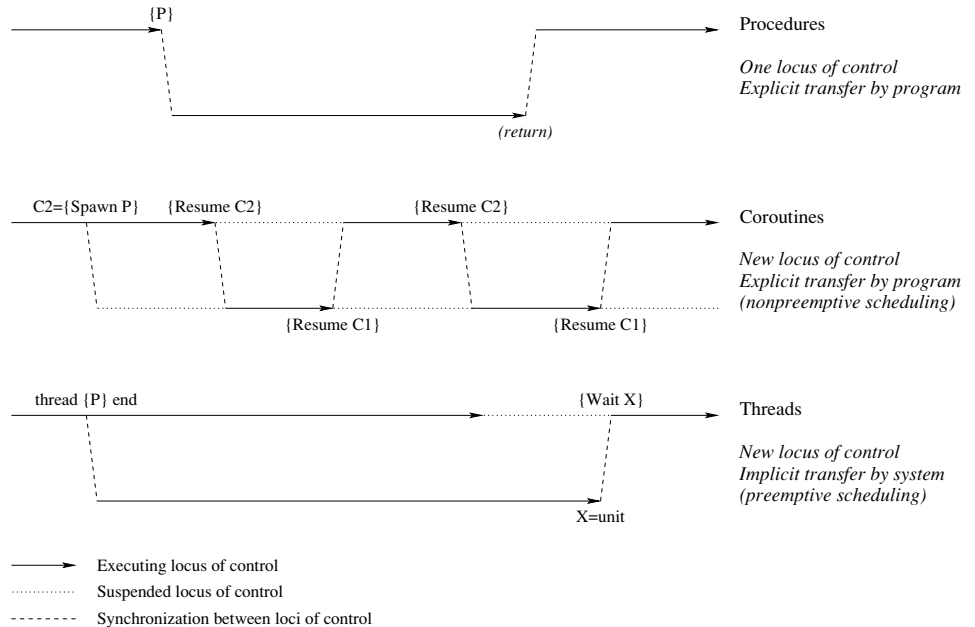 {P}
Procedures
One locus of control
Explicit transfer by program
(return)
C2={Spawn P}
{Resume C2}
{Resume C2}
Coroutines
New locus of control
Explicit transfer by program
(nonpreemptive scheduling)
{Resume C1}
{Resume C1}
thread {P} end
{Wait X}
Threads
New locus of control
Implicit transfer by system
(preemptive scheduling)
X=unit
Executing locus of control
Suspended locus of control
Synchronization between loci of control